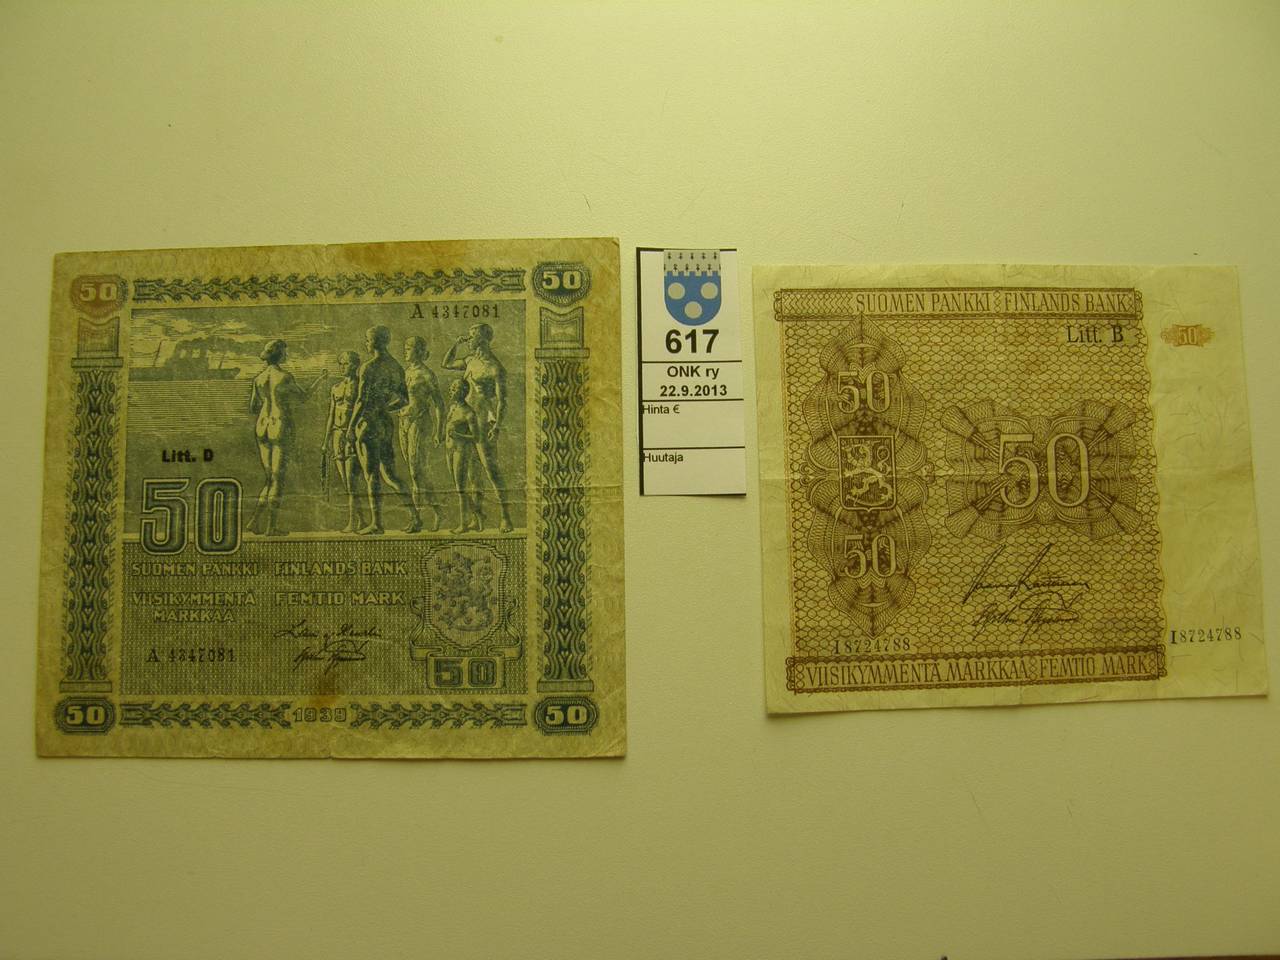 50
50
A 4347081
Litt. D
50
SUOMEN PANKKI FINLANDS BANK
VIISIKYMMENTÄ FEMTIO MARK
MARKKAA
A 4347081
50
50
1939
50
617
ONK ry
22.9.2013
Hinta €
Huutaja
SUOMEN PANKKI FINLANDS BANK
Litt. B
50
50
50
50
I8724788
I8724788
VIISIKYMMENTÄ MARKKAA FEMTIO MARK